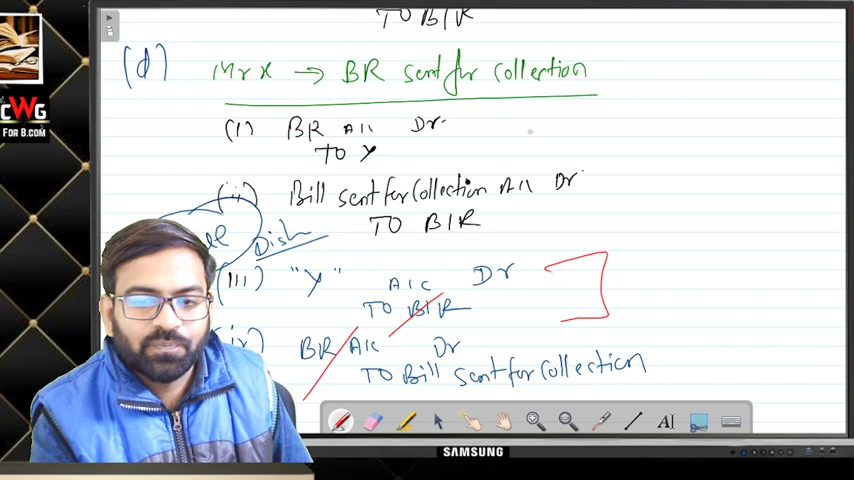 TO B/R
(d) Mr X → BR sent for collection
(i) BR A/c Dr
TO Y
(ii) Bill sent for Collection A/c Dr
TO B/R
Dish
(iii) "Y" A/c Dr
TO B/R
(iv) BR A/c Dr
TO Bill sent for Collection
CWG
FOR B.COM
AI
SAMSUNG